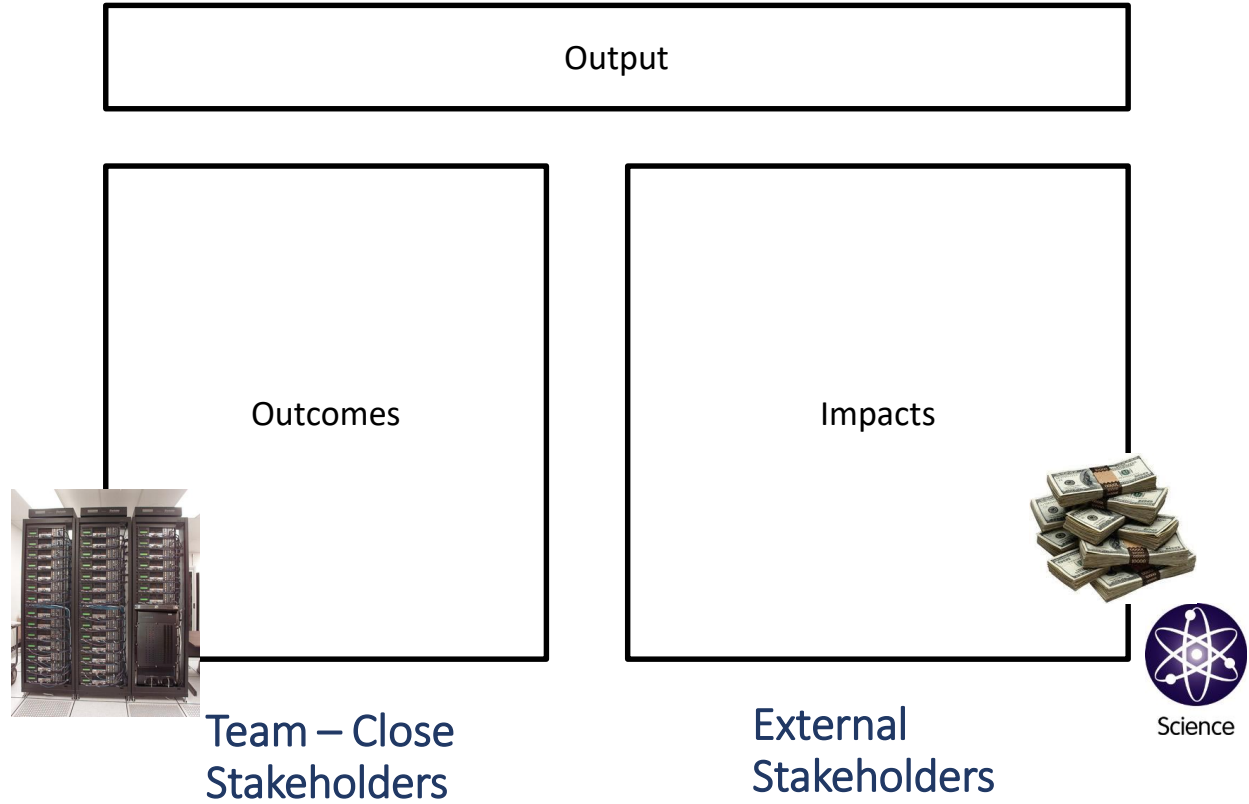 Output
Outcomes
Impacts
Science
Team – Close
Stakeholders
External
Stakeholders